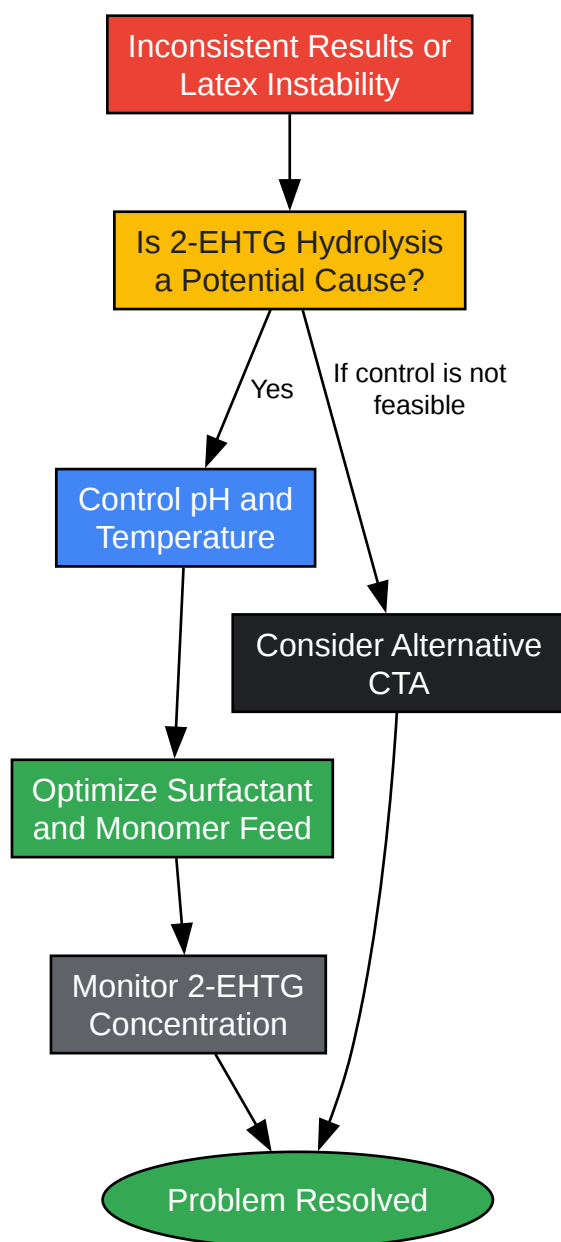 Inconsistent Results or
Latex Instability
Is 2-EHTG Hydrolysis
a Potential Cause?
Yes
If control is not
feasible
Control pH and
Temperature
Consider Alternative
CTA
Optimize Surfactant
and Monomer Feed
Monitor 2-EHTG
Concentration
Problem Resolved